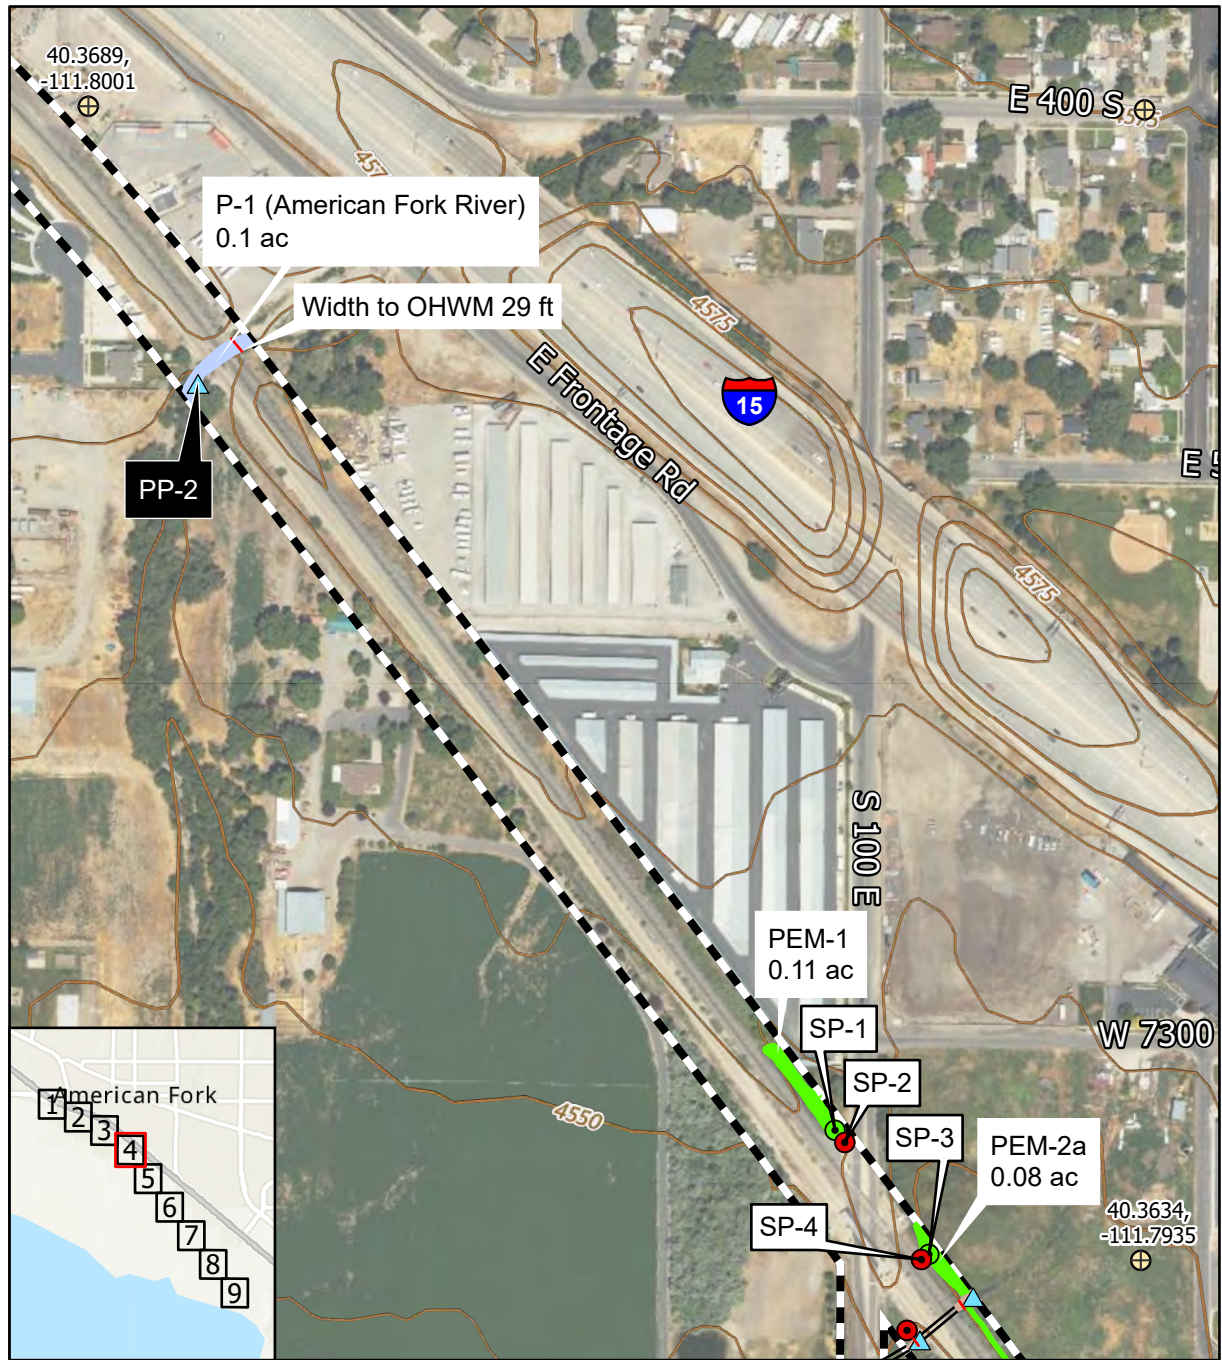 40.3689,
-111.8001
E 400 S
4575
P-1 (American Fork River)
0.1 ac
Width to OHWM 29 ft
4575
E Frontage Rd
15
E 5
PP-2
4575
S 100 E
PEM-1
0.11 ac
SP-1
W 7300
SP-2
4550
SP-3
PEM-2a
0.08 ac
SP-4
40.3634,
-111.7935
American Fork
1
2
3
4
5
6
7
8
9